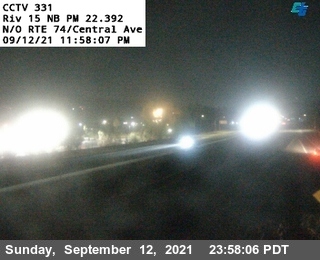 CCTV 331
Riv 15 NB PM 22.392
N/O RTE 74/Central Ave
09/12/21 11:58:07 PM
Sunday, September 12, 2021 23:58:06 PDT